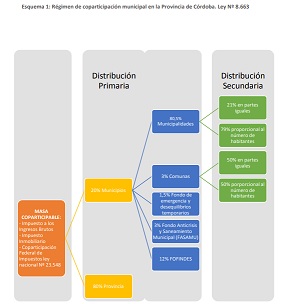 Esquema 1: Régimen de coparticipación municipal en la Provincia de Córdoba. Ley Nº 8.663
Distribución
Primaria
Distribución
Secundaria
80,5%
Municipalidades
21% en partes
iguales
79% proporcional al
número de
habitantes
3% Comunas
50% en partes
iguales
50% porporcional al
número de
habitantes
20% Municipios
1,5% Fondo de
emergencia y
desequilibrios
temporarios
3% Fondo Anticrisis
y Saneamiento
Municipal (FASAMU)
12% FOFINDES
MASA
COPARTICIPABLE:
- Impuesto a los
Ingresos Brutos
- Impuesto
Inmobiliario
- Coparticipación
Federal de
Impuestos ley
nacional Nº 23.548
80% Provincia